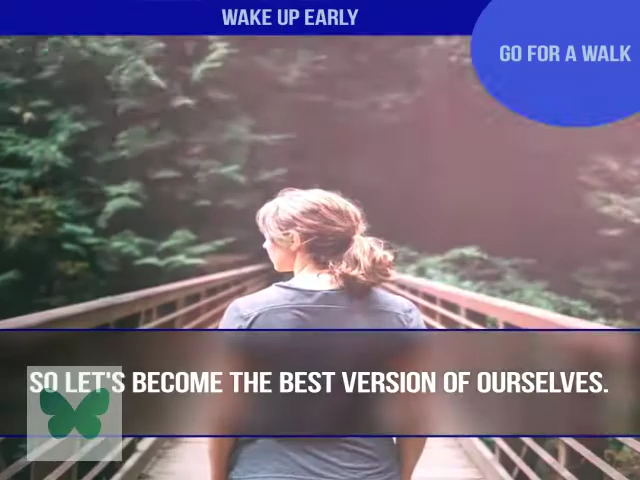 WAKE UP EARLY
GO FOR A WALK
SO LET'S BECOME THE BEST VERSION OF OURSELVES.